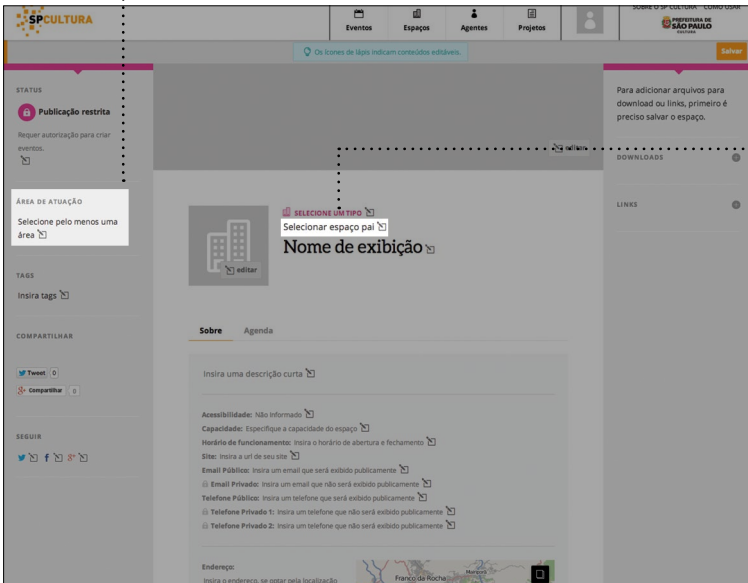 SPCULTURA
Eventos
Espaços
Agentes
Projetos
SOBRE O SP CULTURA COMO USAR
PREFEITURA DE
SÃO PAULO
CULTURA
Os ícones de lápis indicam conteúdos editáveis.
Salvar
STATUS
Publicação restrita
Requer autorização para criar
eventos.
ÁREA DE ATUAÇÃO
Selecione pelo menos uma
área
TAGS
Insira tags
COMPARTILHAR
Tweet 0
Compartilhar 0
SEGUIR
editar
SELECIONE UM TIPO
Selecionar espaço pai
Nome de exibição
editar
Sobre Agenda
Insira uma descrição curta
Acessibilidade: Não Informado
Capacidade: Especifique a capacidade do espaço
Horário de funcionamento: Insira o horário de abertura e fechamento
Site: Insira a url de seu site
Email Público: Insira um email que será exibido publicamente
Email Privado: Insira um email que não será exibido publicamente
Telefone Público: Insira um telefone que será exibido publicamente
Telefone Privado 1: Insira um telefone que não será exibido publicamente
Telefone Privado 2: Insira um telefone que não será exibido publicamente
Endereço:
Insira o endereço, se optar pela localização
Franco da Rocha
Mairiporã
Para adicionar arquivos para
download ou links, primeiro é
preciso salvar o espaço.
DOWNLOADS
LINKS